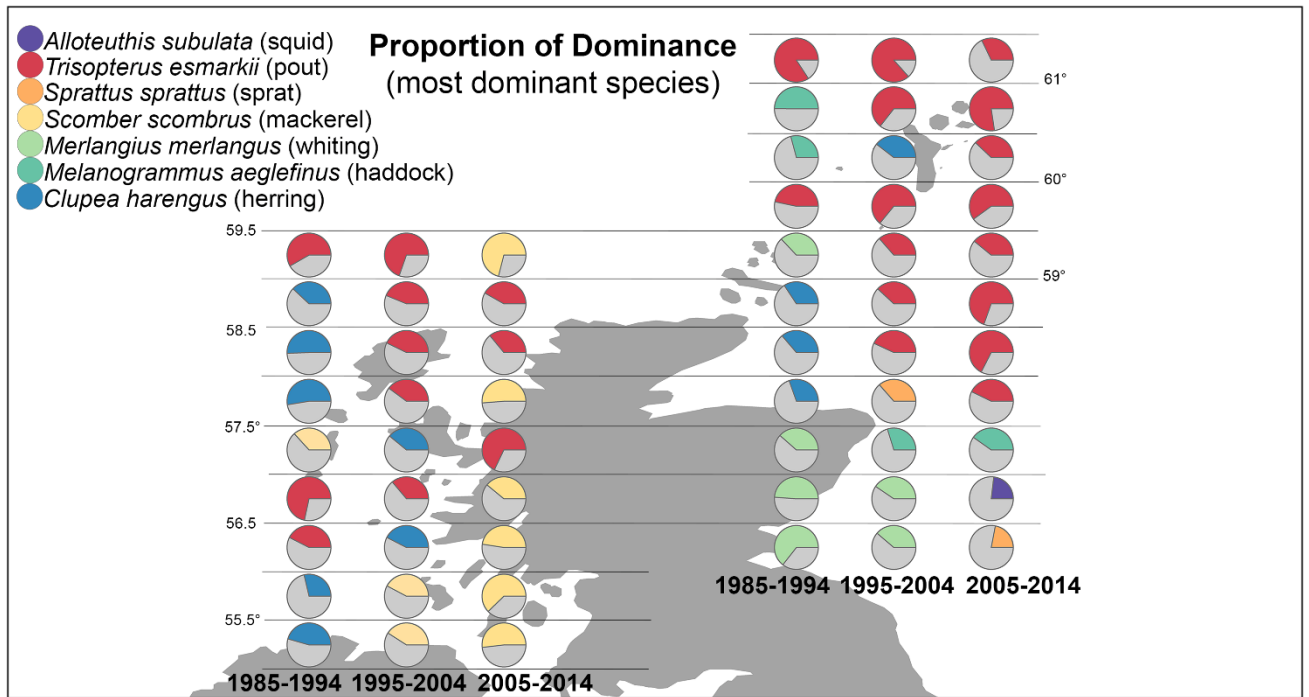 Alloteuthis subulata (squid)
Trisopterus esmarkii (pout)
Sprattus sprattus (sprat)
Scomber scombrus (mackerel)
Merlangius merlangus (whiting)
Melanogrammus aeglefinus (haddock)
Clupea harengus (herring)
Proportion of Dominance
(most dominant species)
61°
60°
59.5
59°
58.5
57.5°
56.5
55.5°
1985-1994 1995-2004 2005-2014
1985-1994 1995-2004 2005-2014